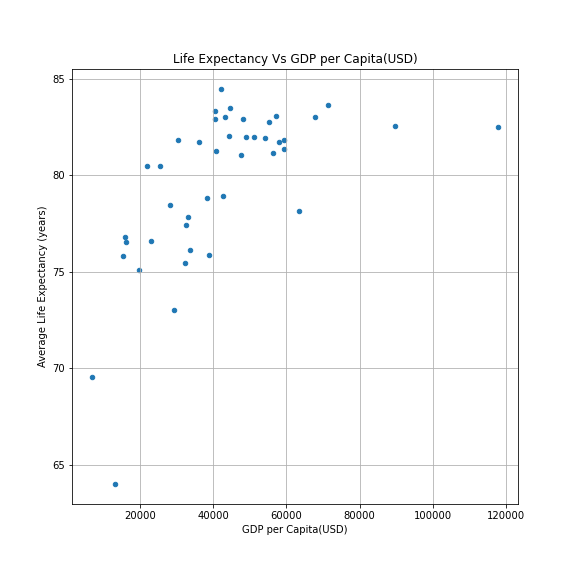 Life Expectancy Vs GDP per Capita(USD)
85
80
75
70
65
Average Life Expectancy (years)
20000 40000 60000 80000 100000 120000
GDP per Capita(USD)